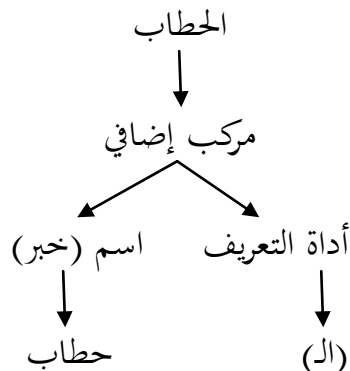 الحطاب
مركب إضافي
أداة التعريف
اسم (خبر)
(الـ)
حطاب